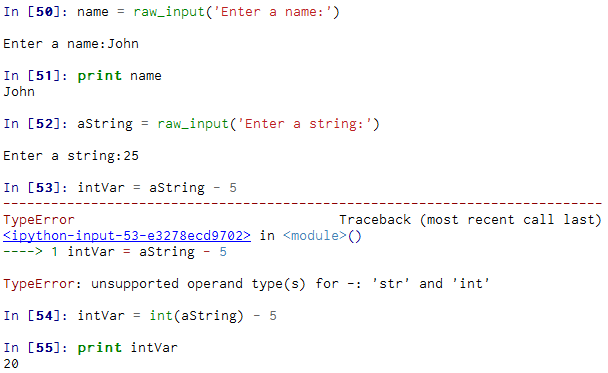 In [50]: name = raw_input('Enter a name:')
Enter a name:John
In [51]: print name
John
In [52]: aString = raw_input('Enter a string:')
Enter a string:25
In [53]: intVar = aString - 5
---------------------------------------------------------------------------
TypeError                                 Traceback (most recent call last)
<ipython-input-53-e3278ecd9702> in <module>()
----> 1 intVar = aString - 5
TypeError: unsupported operand type(s) for -: 'str' and 'int'
In [54]: intVar = int(aString) - 5
In [55]: print intVar
20